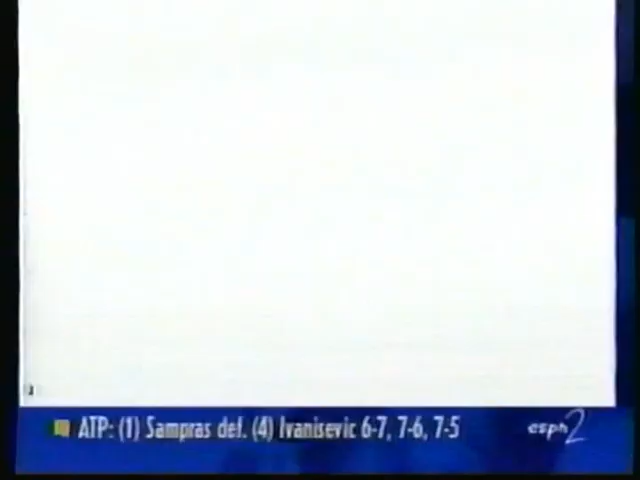 ATP: (1) Sampras def. (4) Ivanisevic 6-7, 7-6, 7-5
espn2